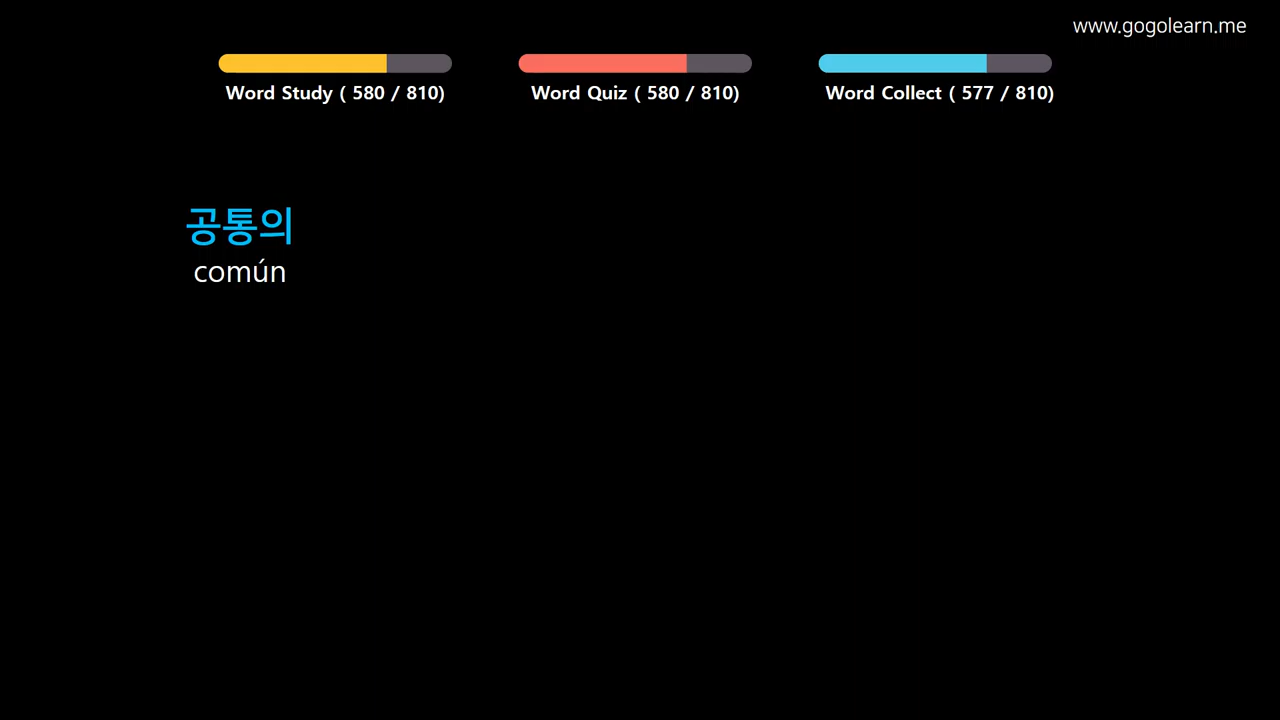 www.gogolearn.me
Word Study ( 580 / 810)
Word Quiz ( 580 / 810)
Word Collect ( 577 / 810)
공통의
común